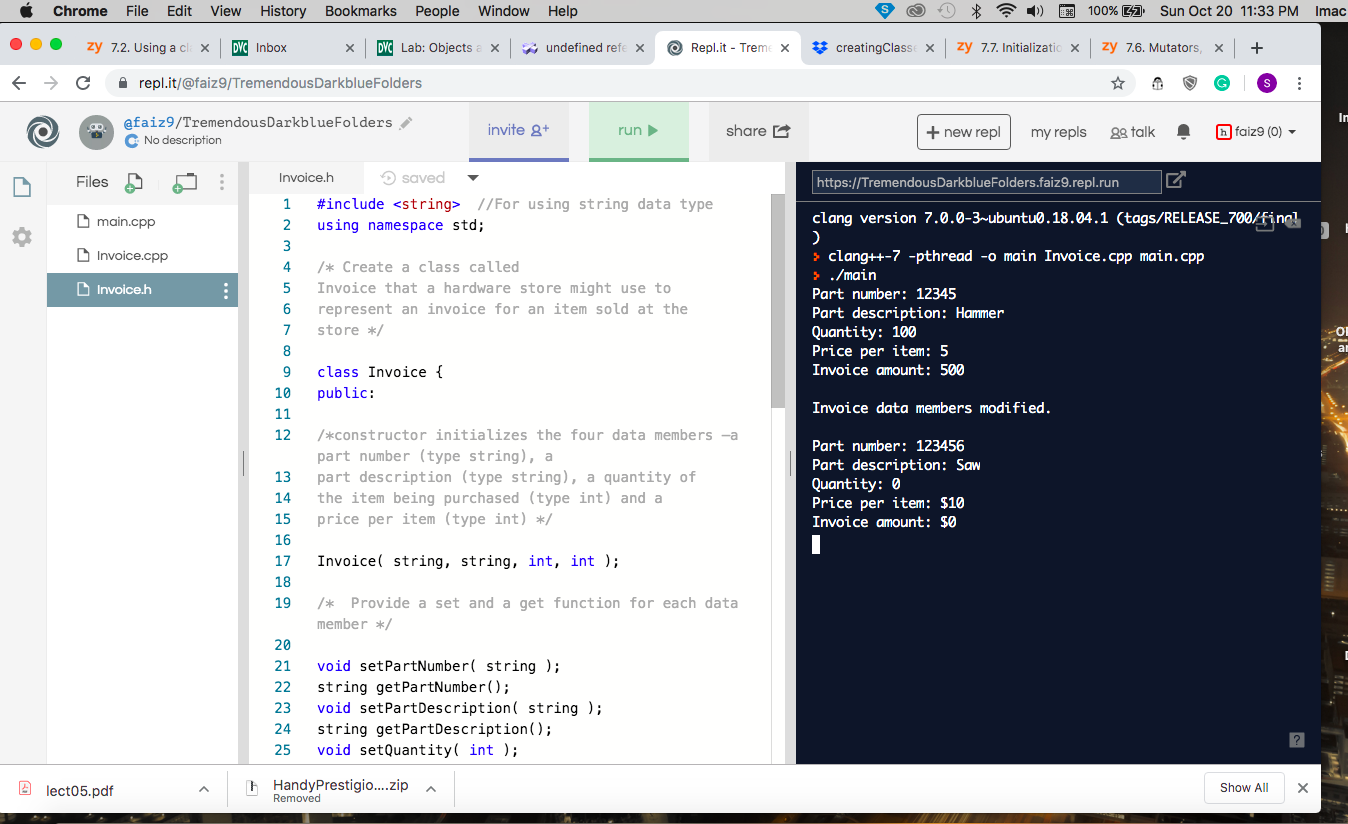 Chrome File Edit View History Bookmarks People Window Help 100% Sun Oct 20 11:33 PM Imac
7.2. Using a cl Inbox Lab: Objects a undefined refe Repl.it - Trem creatingClass 7.7. Initializatio 7.6. Mutators,
repl.it/@faiz9/TremendousDarkblueFolders
@faiz9/TremendousDarkblueFolders
No description
invite run share + new repl my repls talk faiz9 (0)
Files
main.cpp
Invoice.cpp
Invoice.h
Invoice.h saved
1 #include <string> //For using string data type
2 using namespace std;
3
4 /* Create a class called
5 Invoice that a hardware store might use to
6 represent an invoice for an item sold at the
7 store */
8
9 class Invoice {
10 public:
11
12 /*constructor initializes the four data members —a
part number (type string), a
13 part description (type string), a quantity of
14 the item being purchased (type int) and a
15 price per item (type int) */
16
17 Invoice( string, string, int, int );
18
19 /*  Provide a set and a get function for each data
member */
20
21 void setPartNumber( string );
22 string getPartNumber();
23 void setPartDescription( string );
24 string getPartDescription();
25 void setQuantity( int );
https://TremendousDarkblueFolders.faiz9.repl.run
clang version 7.0.0-3~ubuntu0.18.04.1 (tags/RELEASE_700/final
)
clang++-7 -pthread -o main Invoice.cpp main.cpp
./main
Part number: 12345
Part description: Hammer
Quantity: 100
Price per item: 5
Invoice amount: 500
Invoice data members modified.
Part number: 123456
Part description: Saw
Quantity: 0
Price per item: $10
Invoice amount: $0
?
lect05.pdf
HandyPrestigio....zip
Removed
Show All